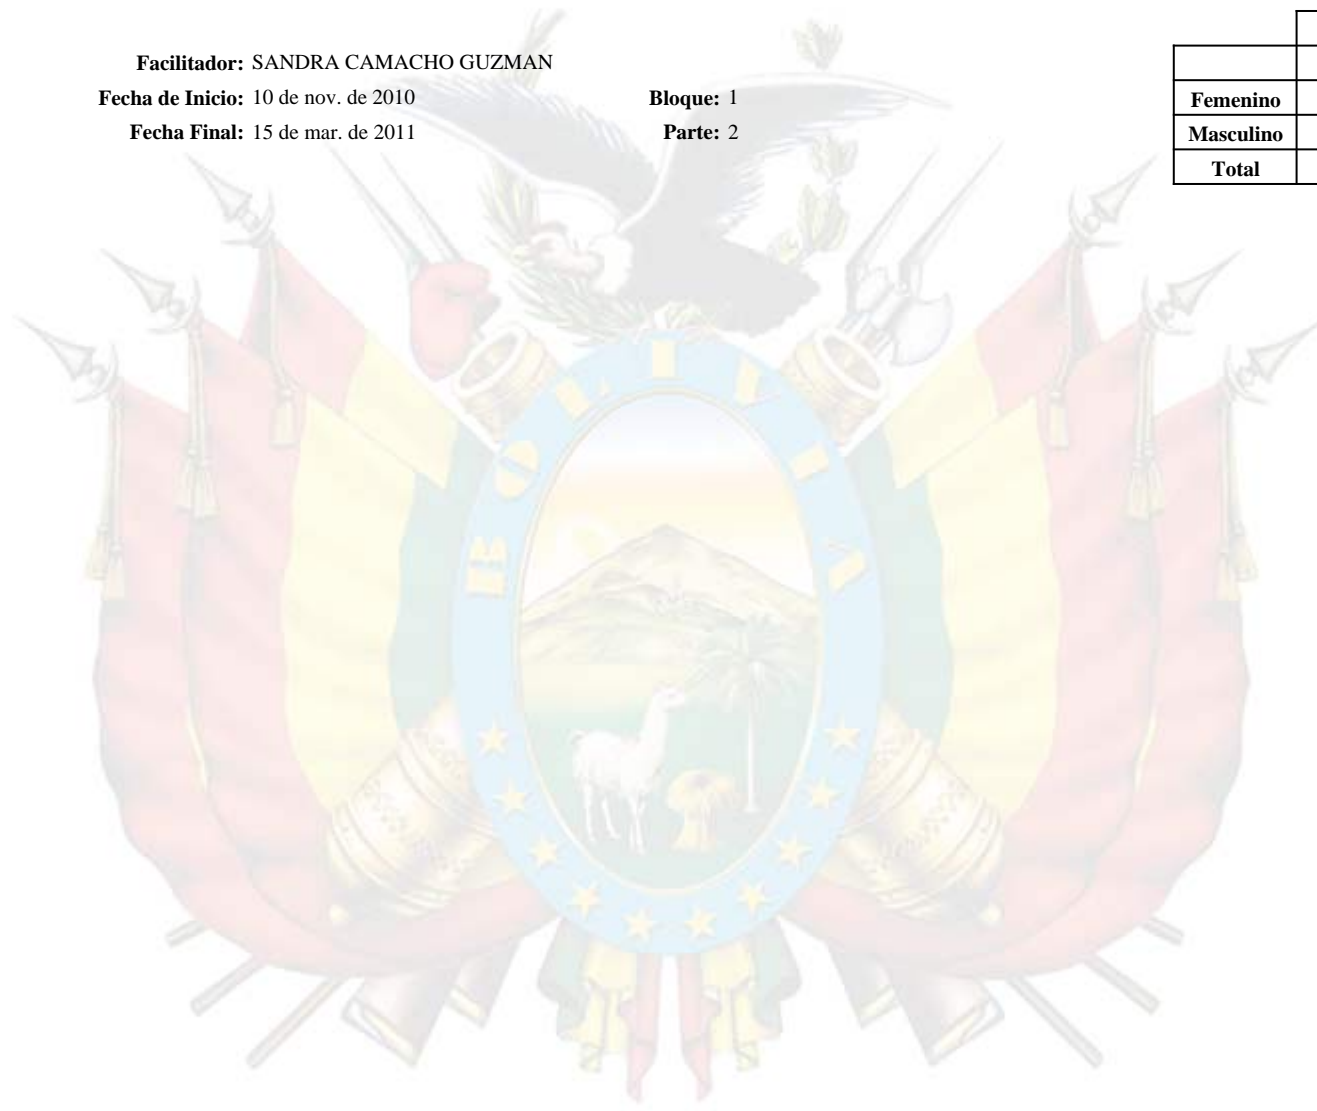 Facilitador: SANDRA CAMACHO GUZMAN
Fecha de Inicio: 10 de nov. de 2010 Bloque: 1
Fecha Final: 15 de mar. de 2011 Parte: 2
Femenino
Masculino
Total
BOLIVIA